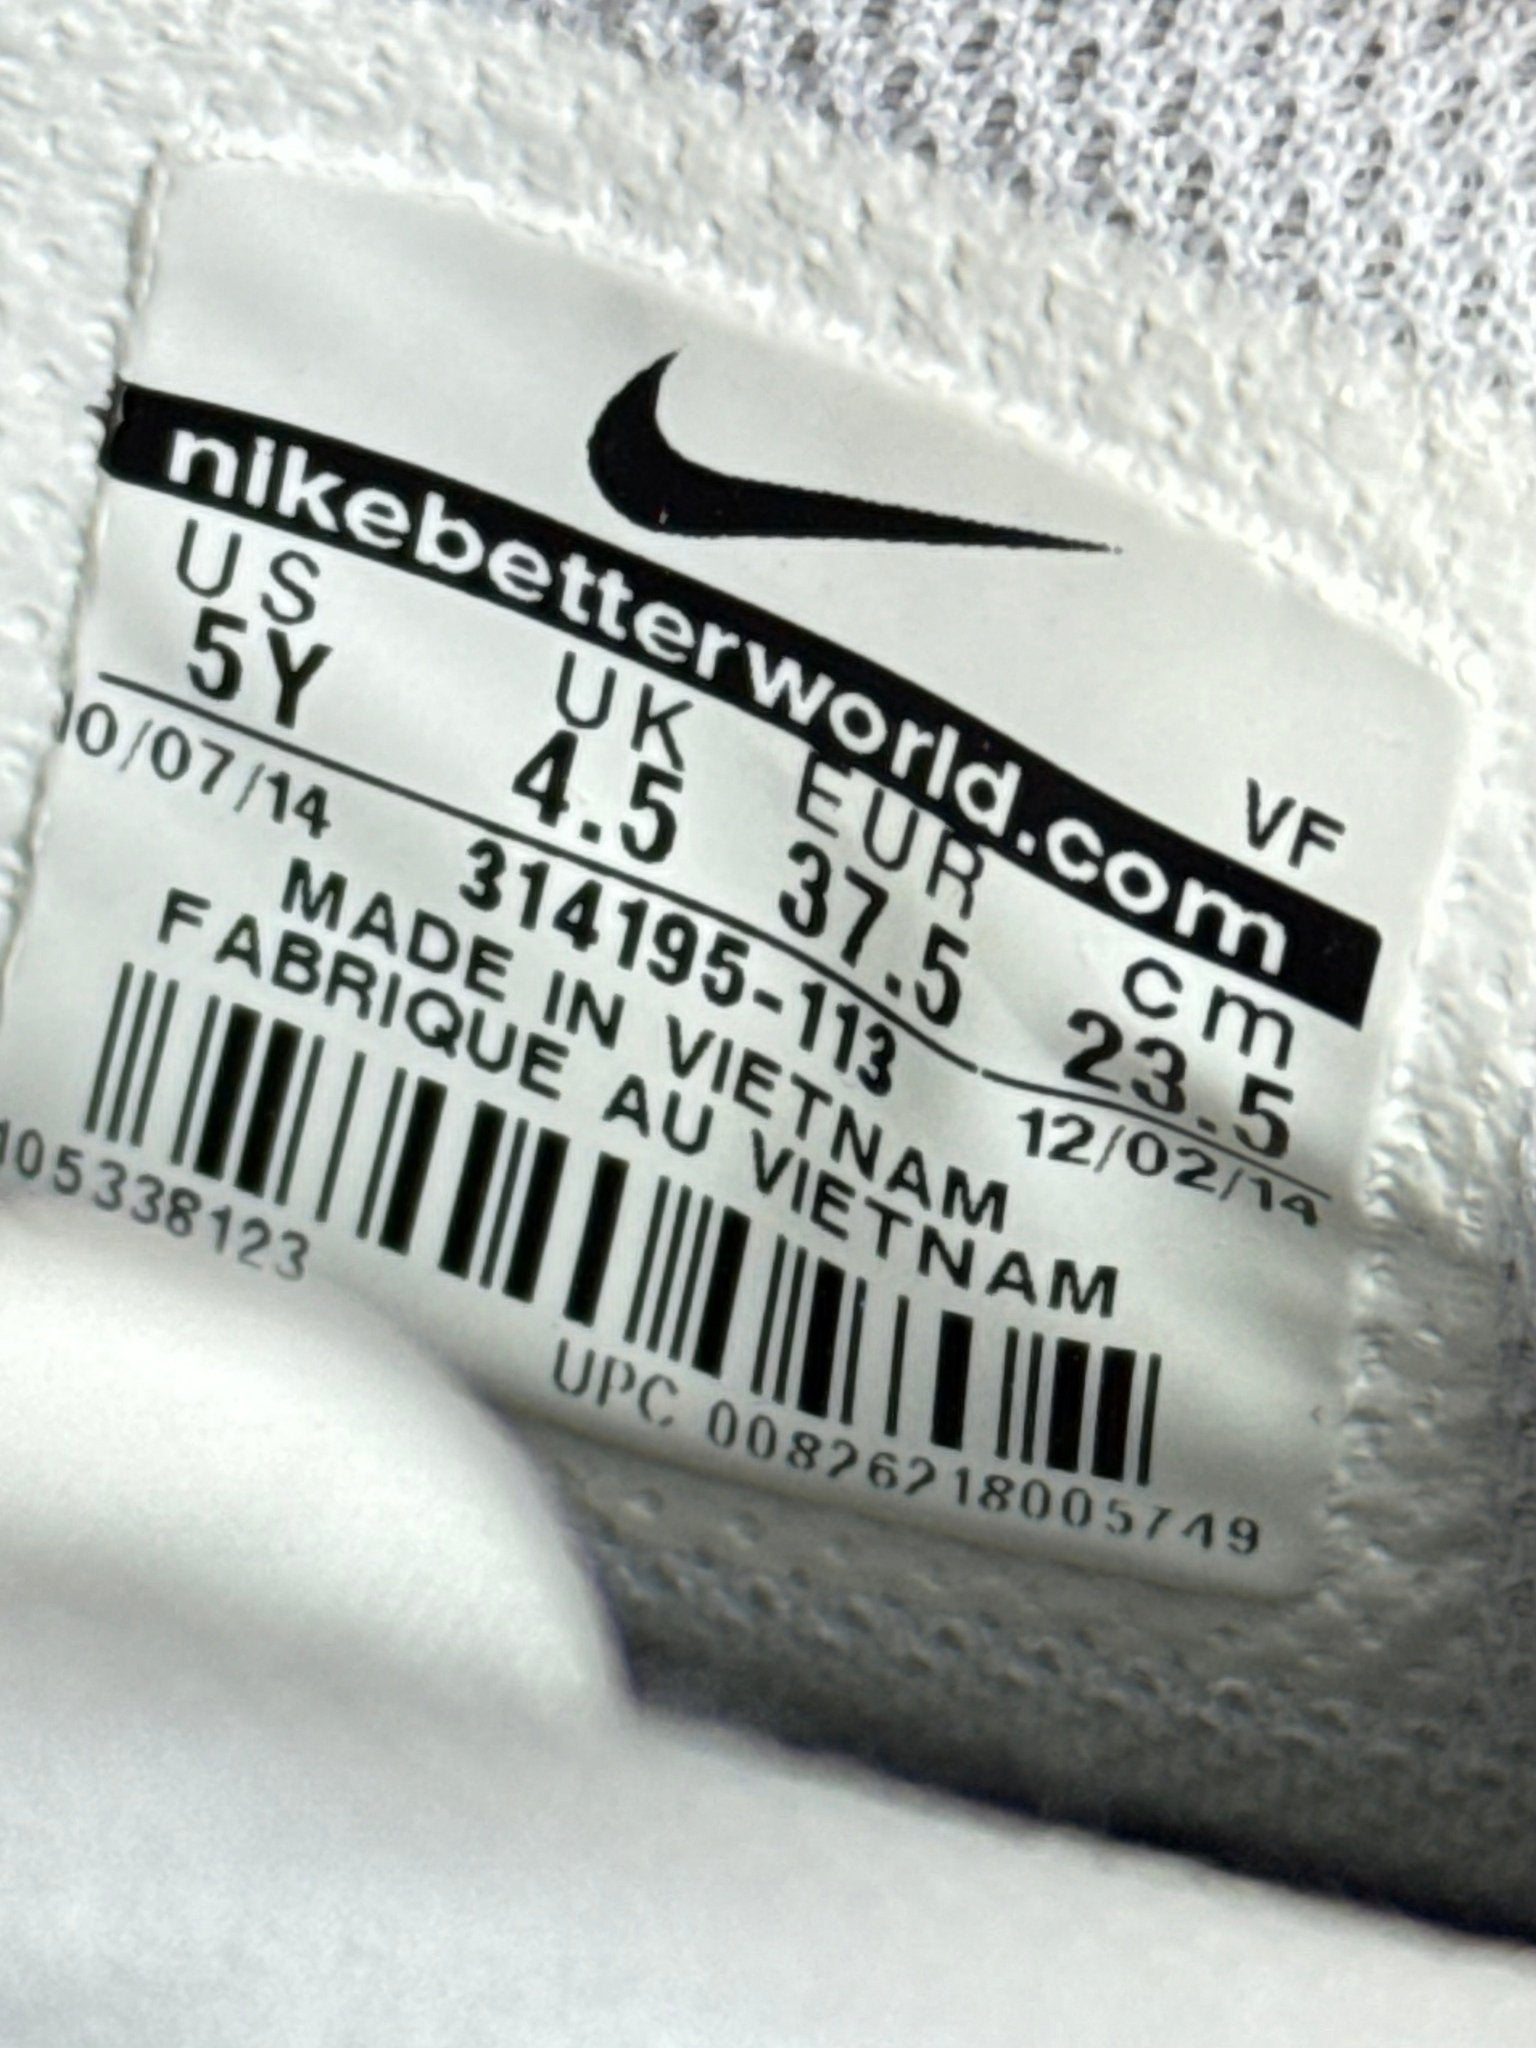 nikebetterworld.com
VF
US UK EUR cm
5Y 4.5 37.5 23.5
10/07/14 314195-113 12/02/14
MADE IN VIETNAM
FABRIQUE AU VIETNAM
105338123
UPC 00826218005749